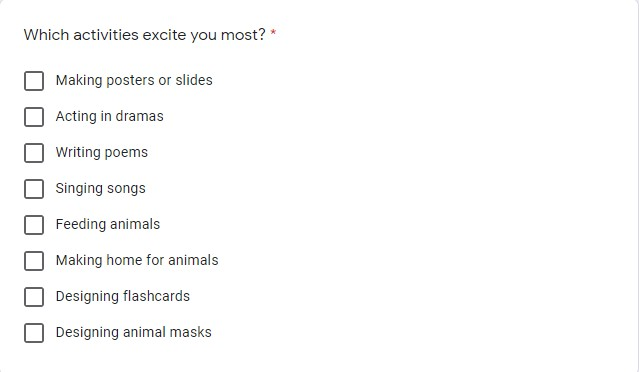 Which activities excite you most? *
Making posters or slides
Acting in dramas
Writing poems
Singing songs
Feeding animals
Making home for animals
Designing flashcards
Designing animal masks